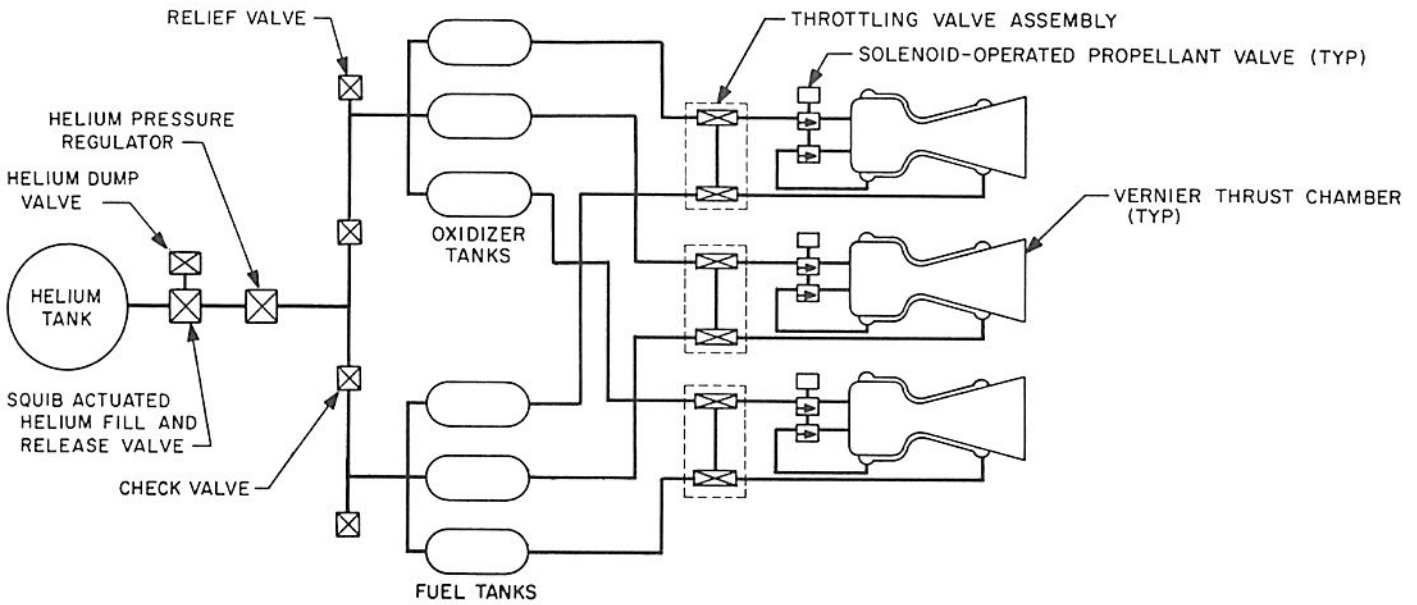 RELIEF VALVE
THROTTLING VALVE ASSEMBLY
SOLENOID-OPERATED PROPELLANT VALVE (TYP)
HELIUM PRESSURE
REGULATOR
HELIUM DUMP
VALVE
VERNIER THRUST CHAMBER
(TYP)
OXIDIZER
TANKS
HELIUM
TANK
SQUIB ACTUATED
HELIUM FILL AND
RELEASE VALVE
CHECK VALVE
FUEL TANKS